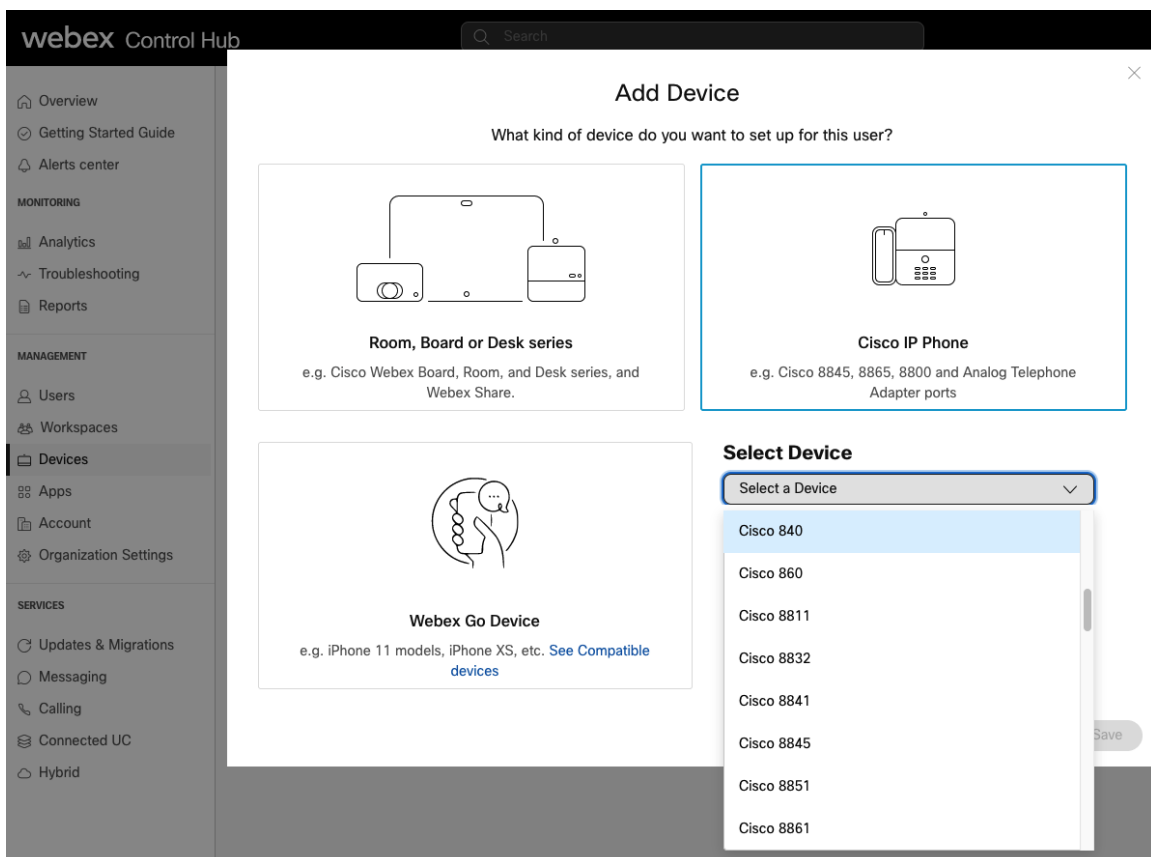 webex Control Hub
Search
Overview
Getting Started Guide
Alerts center
MONITORING
Analytics
Troubleshooting
Reports
MANAGEMENT
Users
Workspaces
Devices
Apps
Account
Organization Settings
SERVICES
Updates & Migrations
Messaging
Calling
Connected UC
Hybrid
Add Device
What kind of device do you want to set up for this user?
Room, Board or Desk series
e.g. Cisco Webex Board, Room, and Desk series, and
Webex Share.
Cisco IP Phone
e.g. Cisco 8845, 8865, 8800 and Analog Telephone
Adapter ports
Webex Go Device
e.g. iPhone 11 models, iPhone XS, etc. See Compatible
devices
Select Device
Select a Device
Cisco 840
Cisco 860
Cisco 8811
Cisco 8832
Cisco 8841
Cisco 8845
Cisco 8851
Cisco 8861
Save